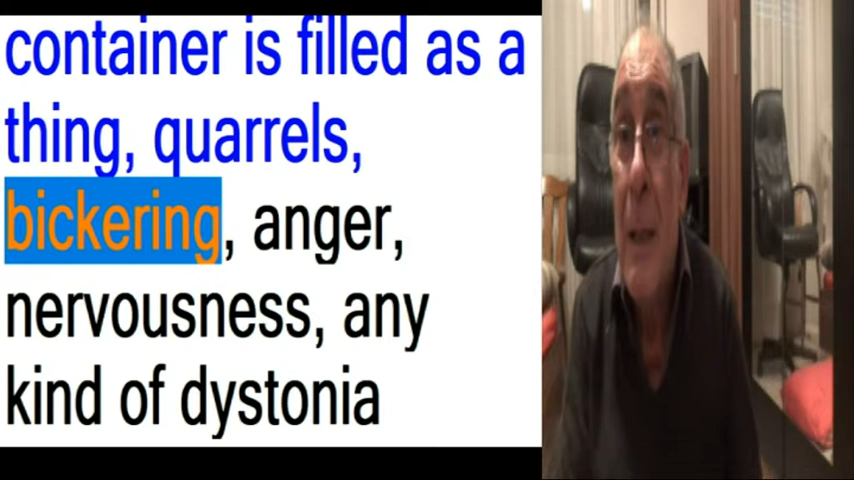 container is filled as a
thing, quarrels,
bickering, anger,
nervousness, any
kind of dystonia